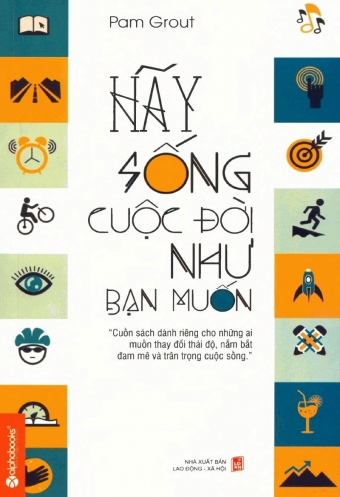 Pam Grout
HÃY
SỐNG
CUỘC ĐỜI
NHƯ
BẠN MUỐN
"Cuốn sách dành riêng cho những ai
muốn thay đổi thái độ, nắm bắt
đam mê và trân trọng cuộc sống."
alphabooks
NHÀ XUẤT BẢN
LAO ĐỘNG - XÃ HỘI